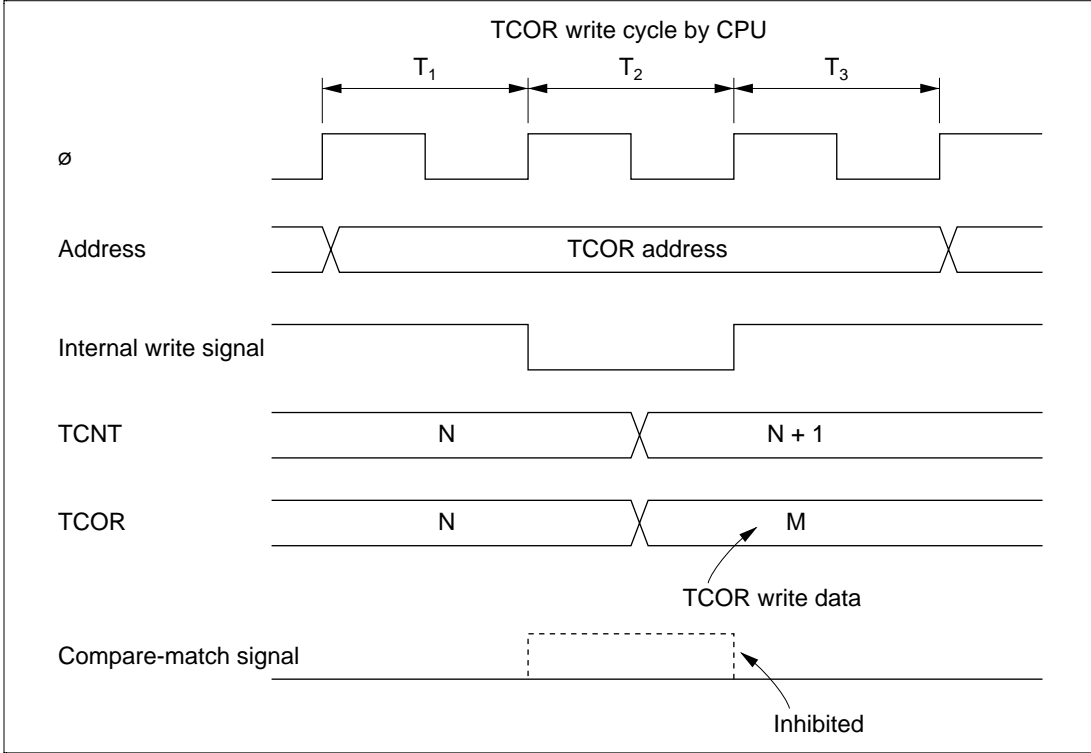 TCOR write cycle by CPU
T₁ T₂ T₃
ø
Address TCOR address
Internal write signal
TCNT N N + 1
TCOR N M
TCOR write data
Compare-match signal
Inhibited